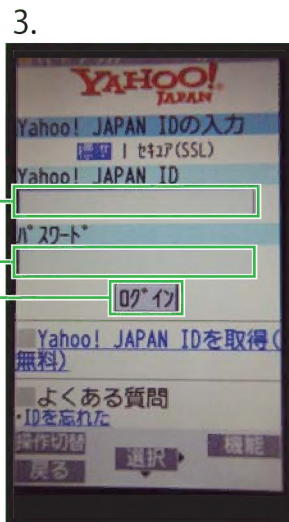 3.
YAHOO!
JAPAN
Yahoo! JAPAN IDの入力
標準 | ｾｷｭｱ(SSL)
Yahoo! JAPAN ID
ﾊﾟｽﾜｰﾄﾞ
ﾛｸﾞｲﾝ
Yahoo! JAPAN IDを取得(
無料)
よくある質問
・IDを忘れた
操作切替
機能
戻る
選択